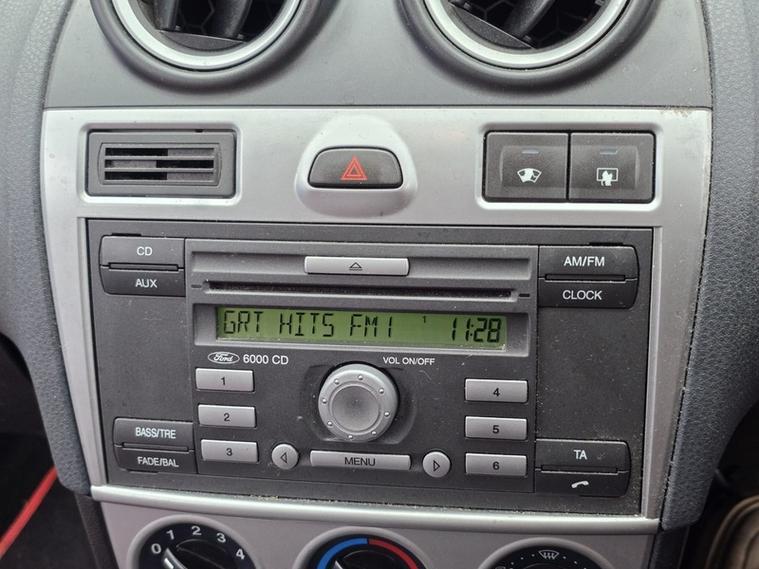 CD
AUX
AM/FM
CLOCK
GRT HITS FM1 1 11:28
Ford 6000 CD
VOL ON/OFF
1
2
3
4
5
6
BASS/TRE
FADE/BAL
MENU
TA
0 1 2 3 4